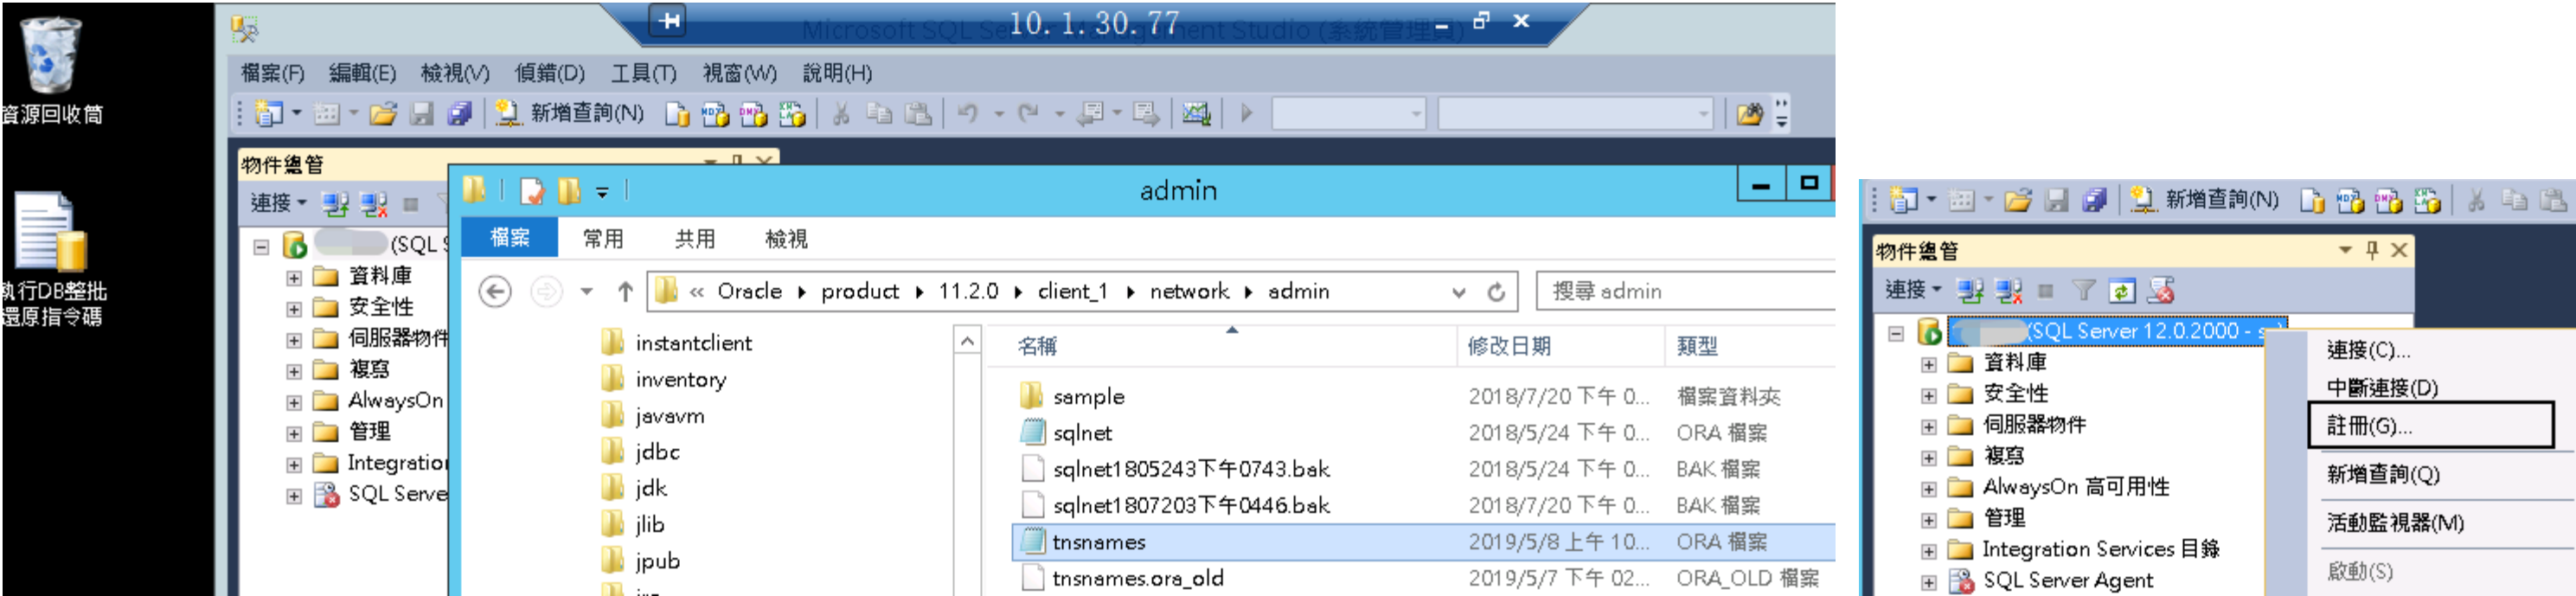 資源回收筒
執行DB整批
還原指令碼
Microsoft SQL Server Management Studio (系統管理員)
10.1.30.77
檔案(F) 編輯(E) 檢視(V) 偵錯(D) 工具(T) 視窗(W) 說明(H)
新增查詢(N)
物件總管
連接
(SQL S
資料庫
安全性
伺服器物件
複寫
AlwaysOn
管理
Integration
SQL Serve
admin
檔案 常用 共用 檢視
« Oracle product 11.2.0 client_1 network admin
搜尋 admin
instantclient
inventory
javavm
jdbc
jdk
jlib
jpub
名稱 修改日期 類型
sample 2018/7/20 下午 0... 檔案資料夾
sqlnet 2018/5/24 下午 0... ORA 檔案
sqlnet1805243下午0743.bak 2018/5/24 下午 0... BAK 檔案
sqlnet1807203下午0446.bak 2018/7/20 下午 0... BAK 檔案
tnsnames 2019/5/8 上午 10... ORA 檔案
tnsnames.ora_old 2019/5/7 下午 02... ORA_OLD 檔案
新增查詢(N)
物件總管
連接
(SQL Server 12.0.2000 - s
資料庫
安全性
伺服器物件
複寫
AlwaysOn 高可用性
管理
Integration Services 目錄
SQL Server Agent
連接(C)...
中斷連接(D)
註冊(G)...
新增查詢(Q)
活動監視器(M)
啟動(S)